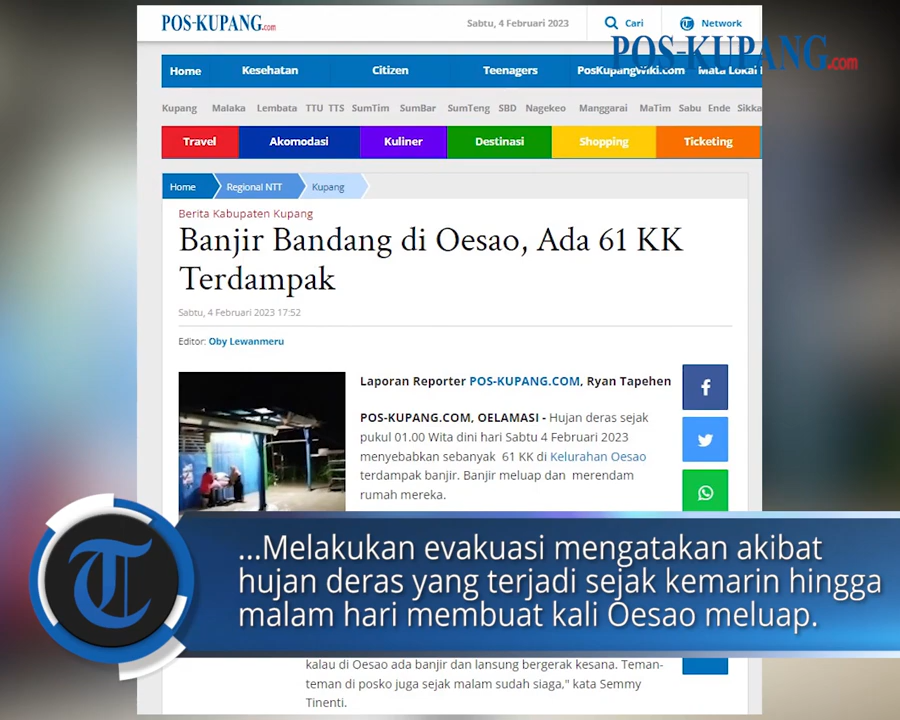 POS-KUPANG.com
Sabtu, 4 Februari 2023
Cari
Network
POS-KUPANG.com
Home Kesehatan Citizen Teenagers PosKupangWiki.com Mata Lokal
Kupang Malaka Lembata TTU TTS SumTim SumBar SumTeng SBD Nagekeo Manggarai MaTim Sabu Ende Sikka
Travel Akomodasi Kuliner Destinasi Shopping Ticketing
Home Regional NTT Kupang
Berita Kabupaten Kupang
Banjir Bandang di Oesao, Ada 61 KK
Terdampak
Sabtu, 4 Februari 2023 17:52
Editor: Oby Lewanmeru
Laporan Reporter POS-KUPANG.COM, Ryan Tapehen
POS-KUPANG.COM, OELAMASI - Hujan deras sejak
pukul 01.00 Wita dini hari Sabtu 4 Februari 2023
menyebabkan sebanyak 61 KK di Kelurahan Oesao
terdampak banjir. Banjir meluap dan merendam
rumah mereka.
...Melakukan evakuasi mengatakan akibat
hujan deras yang terjadi sejak kemarin hingga
malam hari membuat kali Oesao meluap.
kalau di Oesao ada banjir dan lansung bergerak kesana. Teman-
teman di posko juga sejak malam sudah siaga," kata Semmy
Tinenti.